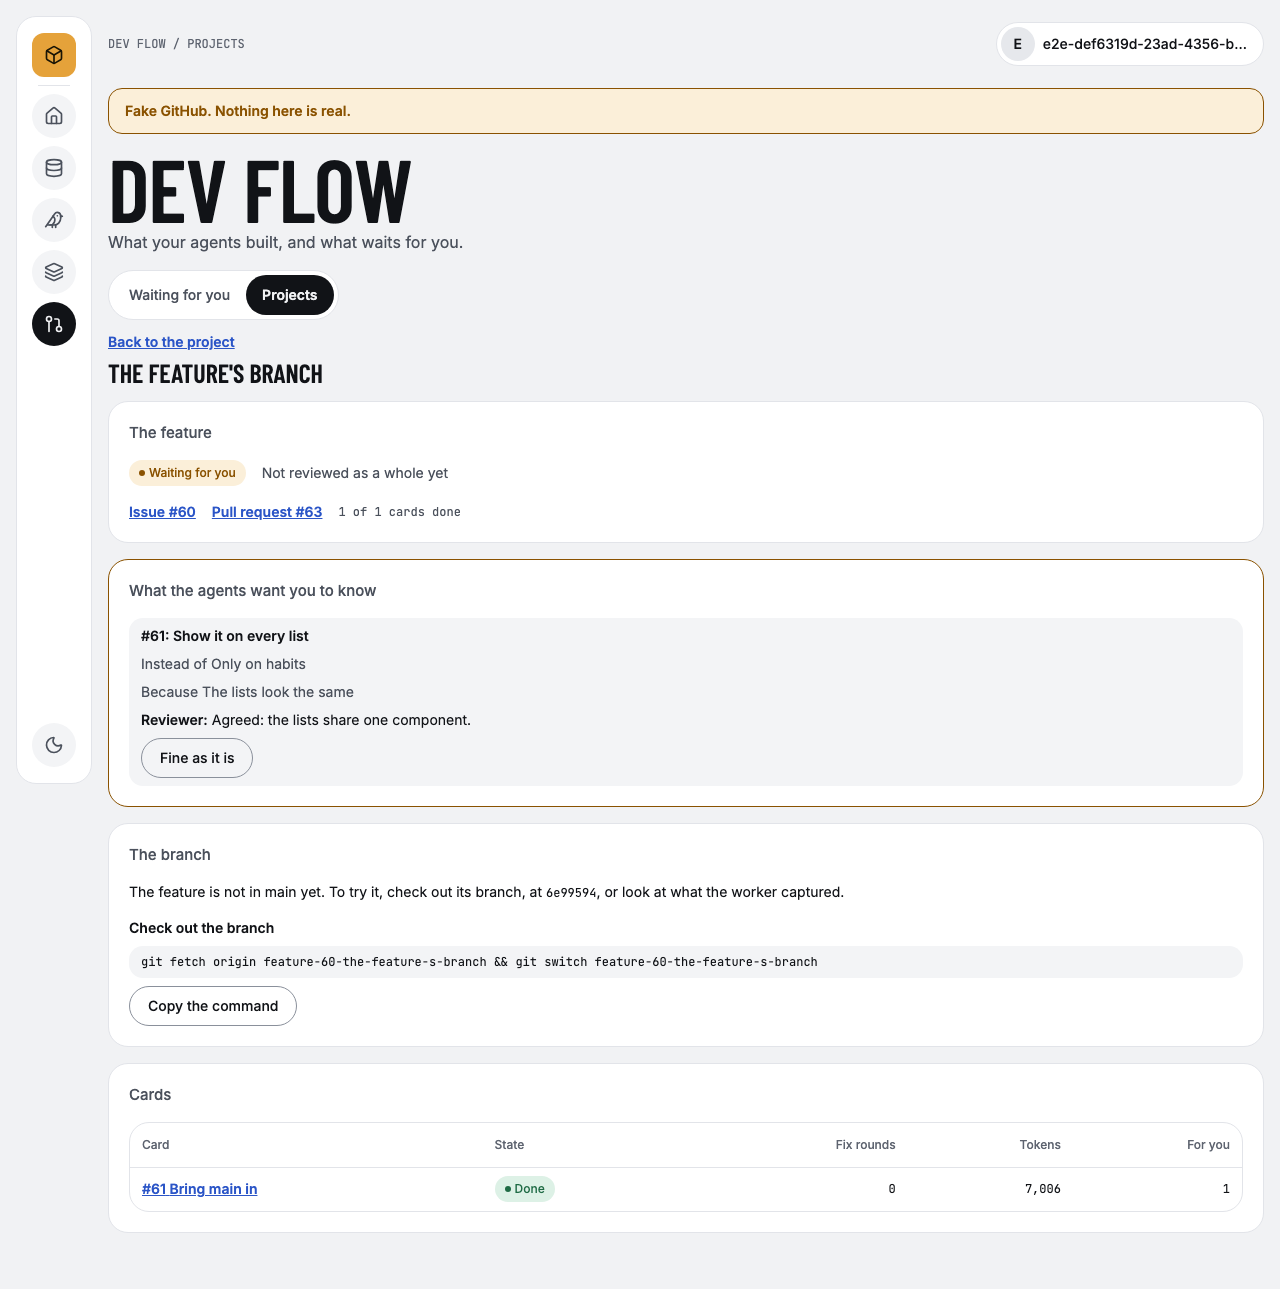 DEV FLOW / PROJECTS
E
e2e-def6319d-23ad-4356-b...
Fake GitHub. Nothing here is real.
DEV FLOW
What your agents built, and what waits for you.
Waiting for you
Projects
Back to the project
THE FEATURE'S BRANCH
The feature
Waiting for you
Not reviewed as a whole yet
Issue #60 Pull request #63 1 of 1 cards done
What the agents want you to know
#61: Show it on every list
Instead of Only on habits
Because The lists look the same
Reviewer: Agreed: the lists share one component.
Fine as it is
The branch
The feature is not in main yet. To try it, check out its branch, at 6e99594, or look at what the worker captured.
Check out the branch
git fetch origin feature-60-the-feature-s-branch && git switch feature-60-the-feature-s-branch
Copy the command
Cards
Card State Fix rounds Tokens For you
#61 Bring main in Done 0 7,006 1